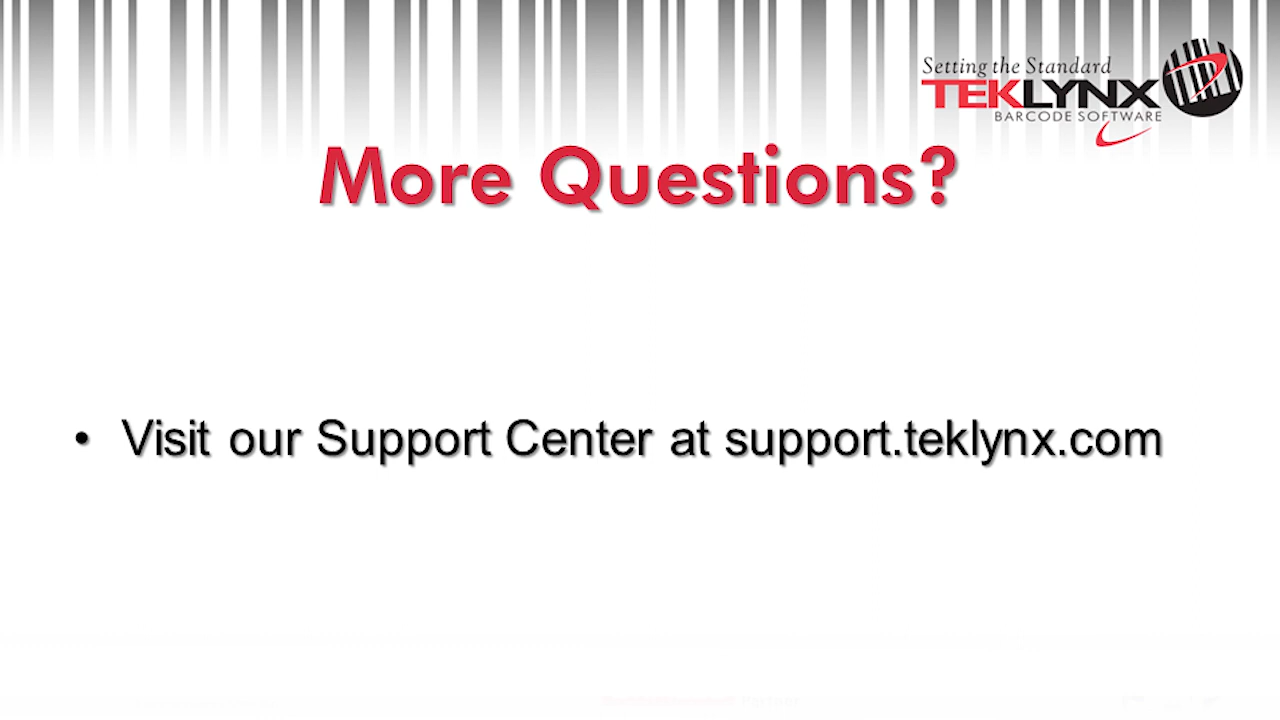 Setting the Standard
TEKLYNX
BARCODE SOFTWARE
More Questions?
• Visit our Support Center at support.teklynx.com